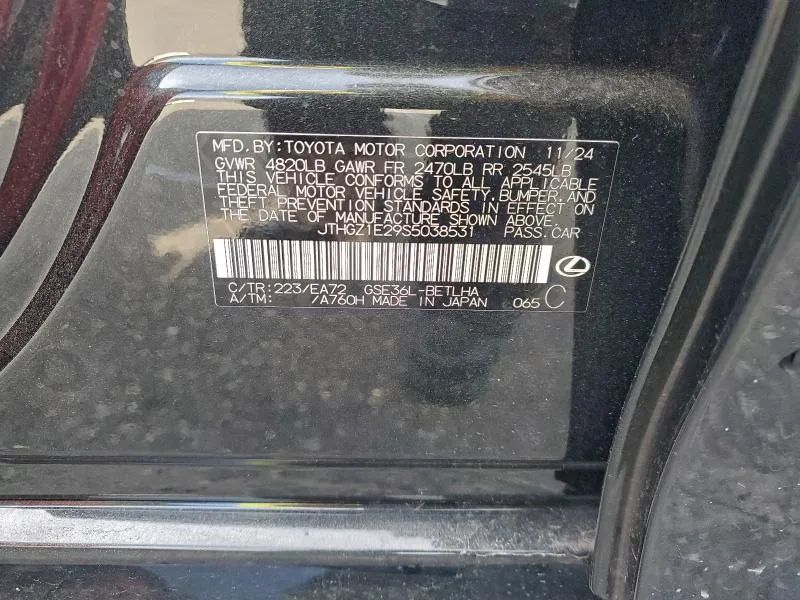 MFD.BY:TOYOTA MOTOR CORPORATION 11/24
GVWR 4820LB GAWR FR 2470LB RR 2545LB
THIS VEHICLE CONFORMS TO ALL APPLICABLE
FEDERAL MOTOR VEHICLE SAFETY,BUMPER,AND
THEFT PREVENTION STANDARDS IN EFFECT ON
THE DATE OF MANUFACTURE SHOWN ABOVE.
JTHGZ1E29S5038531 PASS.CAR
C/TR:223/EA72 GSE36L-BETLHA
A/TM: /A760H MADE IN JAPAN 065 C